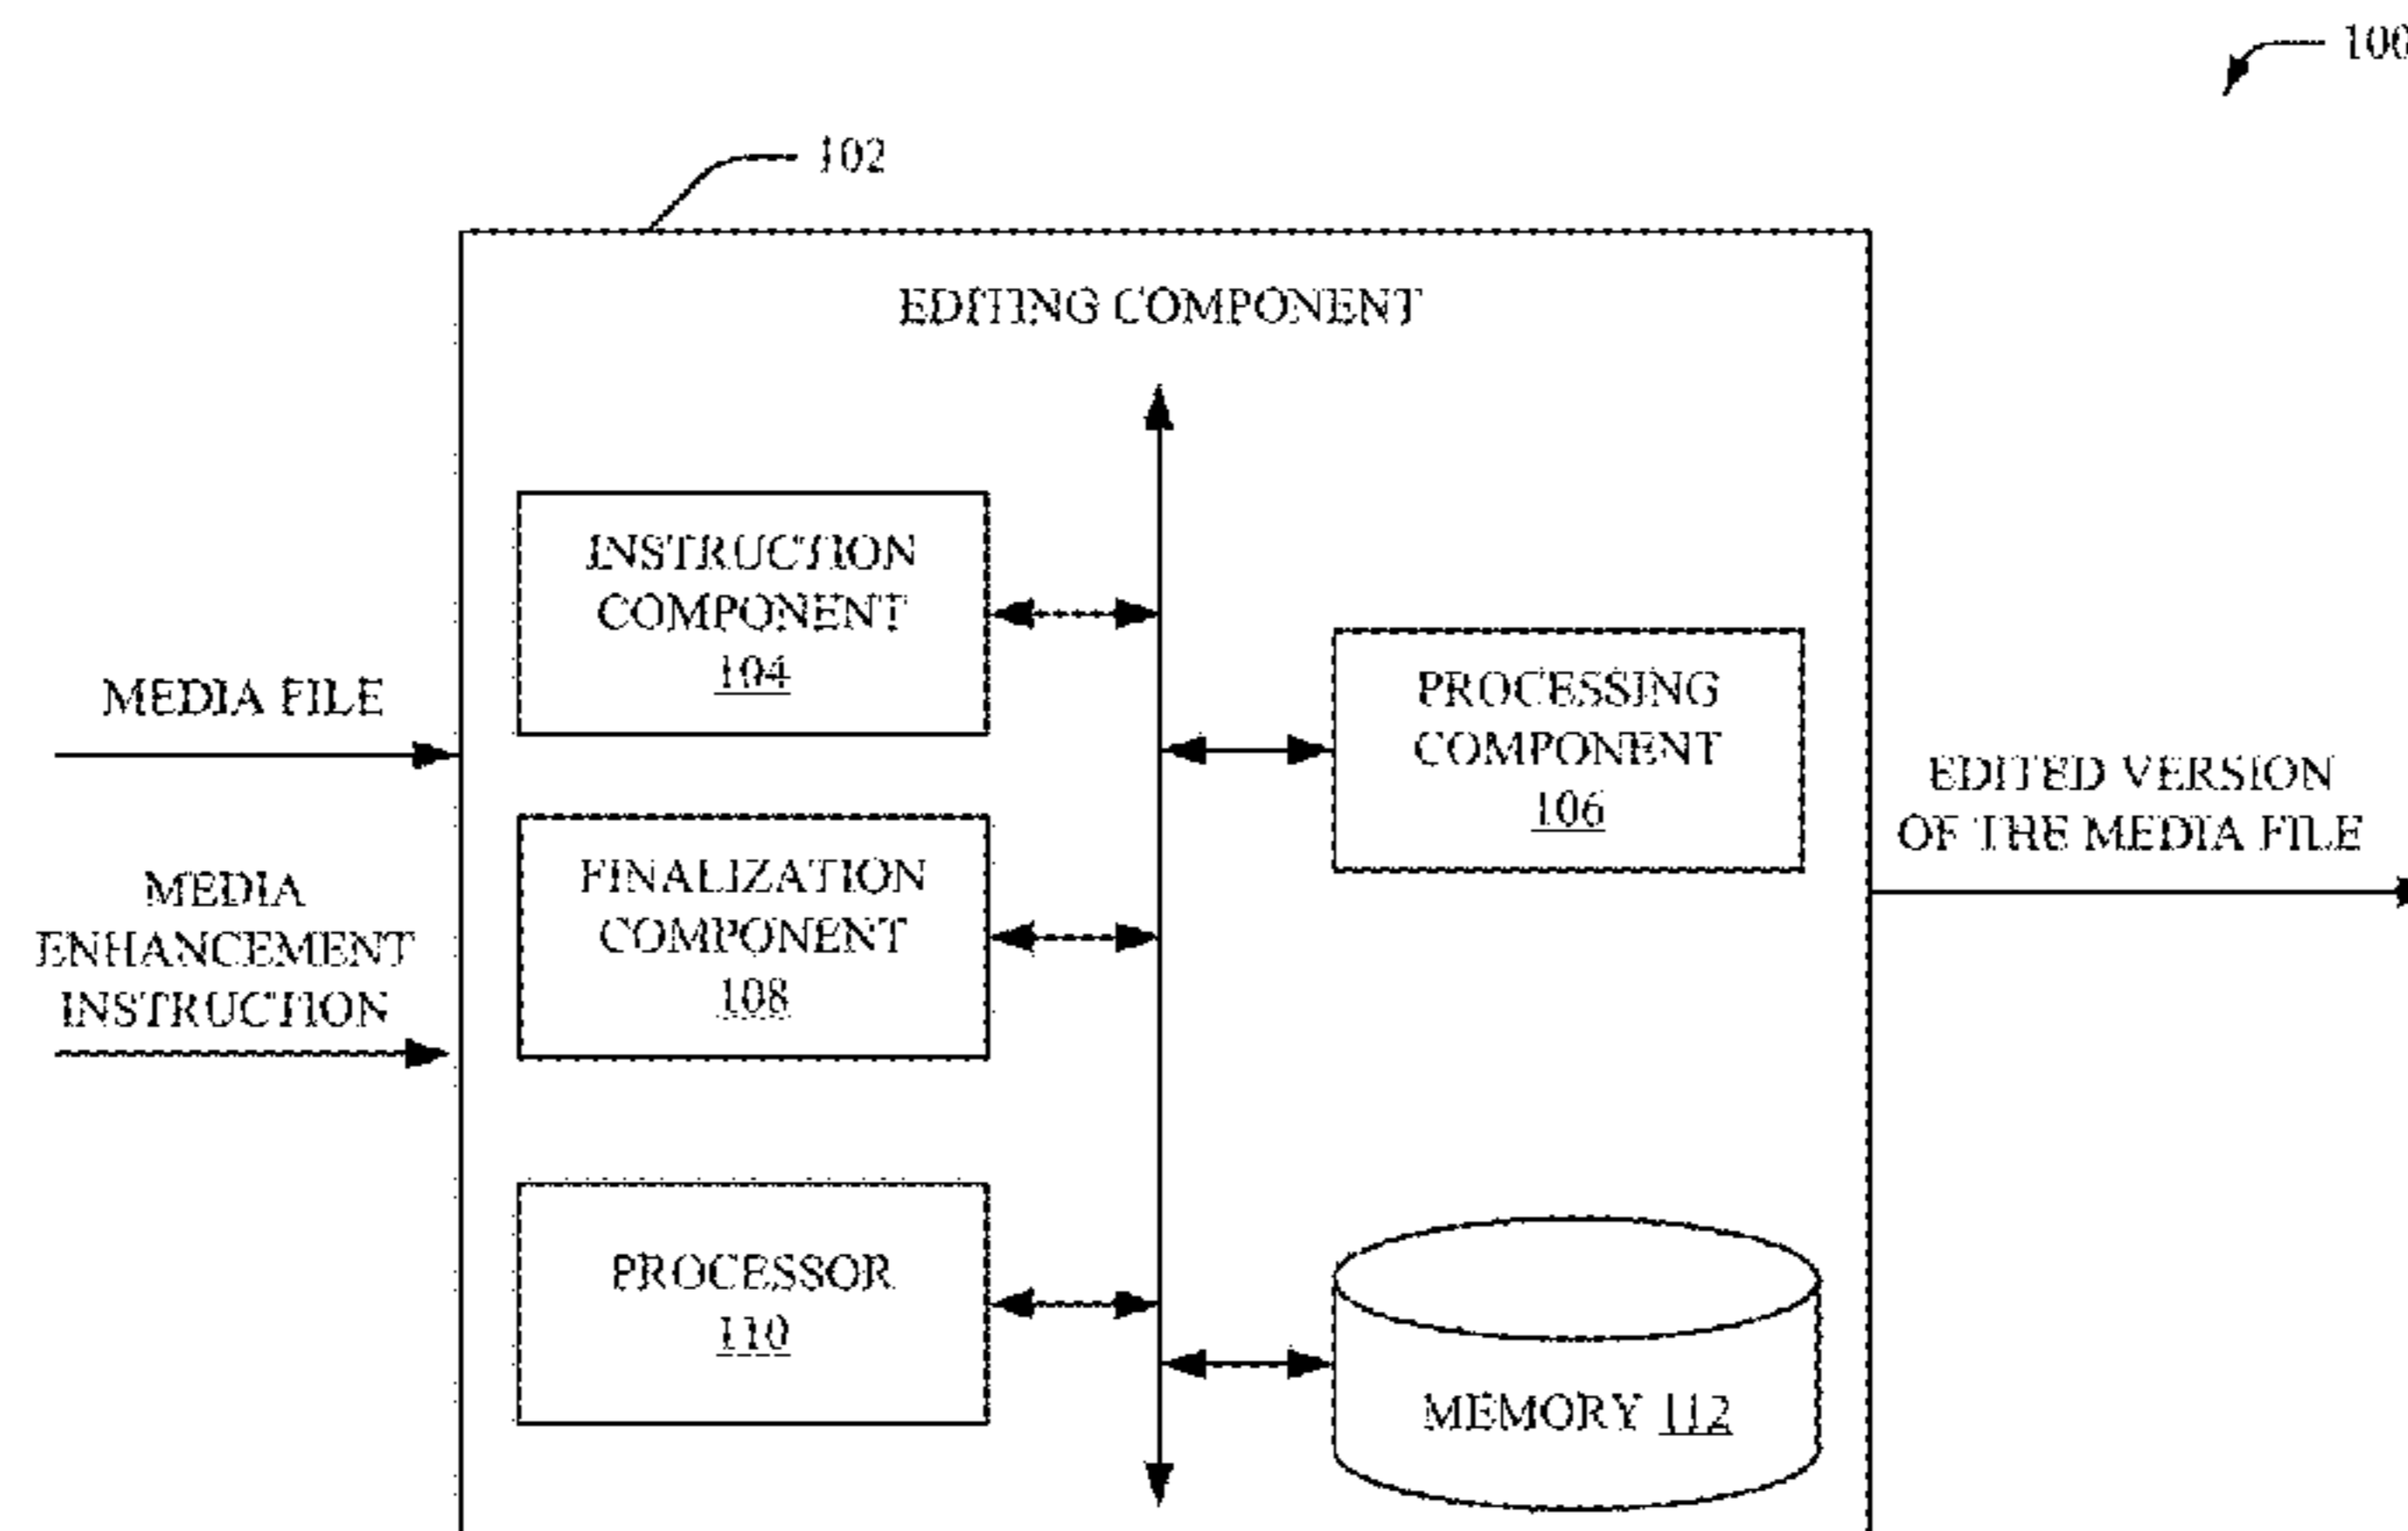 100
102
EDITING COMPONENT
INSTRUCTION
COMPONENT
104
MEDIA FILE
PROCESSING
COMPONENT
106
EDITED VERSION
OF THE MEDIA FILE
FINALIZATION
COMPONENT
108
MEDIA
ENHANCEMENT
INSTRUCTION
PROCESSOR
110
MEMORY 112